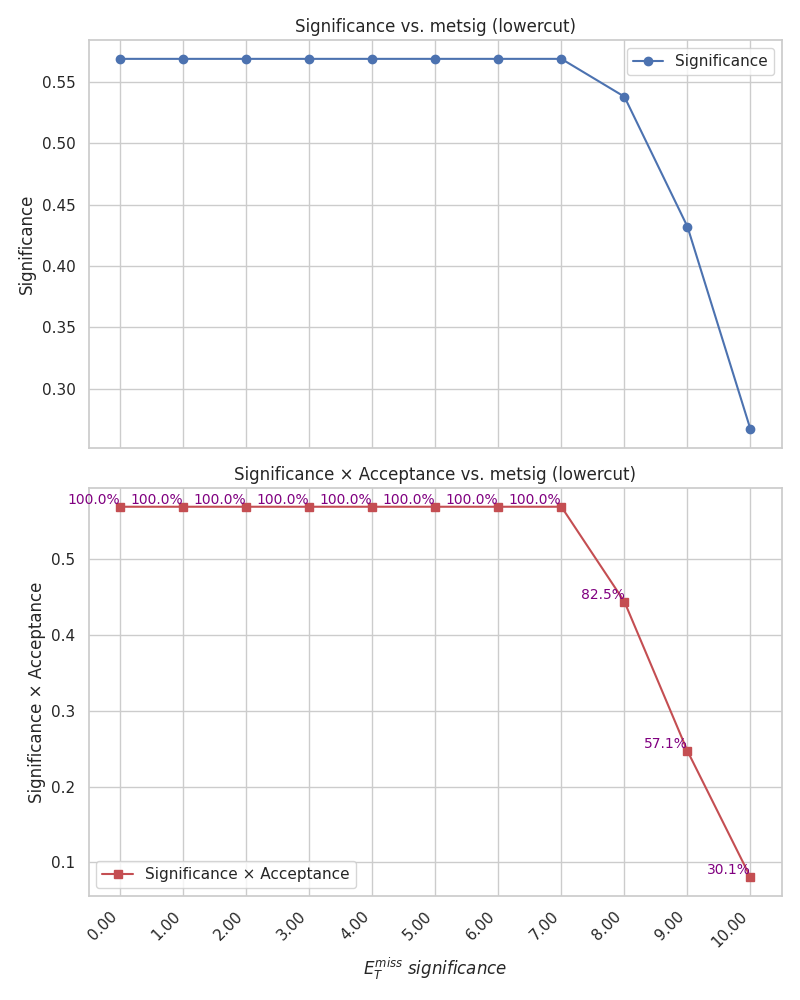 Significance vs. metsig (lowercut)
Significance
0.55
0.50
0.45
0.40
0.35
0.30
Significance
Significance × Acceptance vs. metsig (lowercut)
100.0% 100.0% 100.0% 100.0% 100.0% 100.0% 100.0% 100.0%
82.5%
57.1%
30.1%
0.5
0.4
0.3
0.2
0.1
Significance × Acceptance
Significance × Acceptance
0.00 1.00 2.00 3.00 4.00 5.00 6.00 7.00 8.00 9.00 10.00
E_T^miss significance